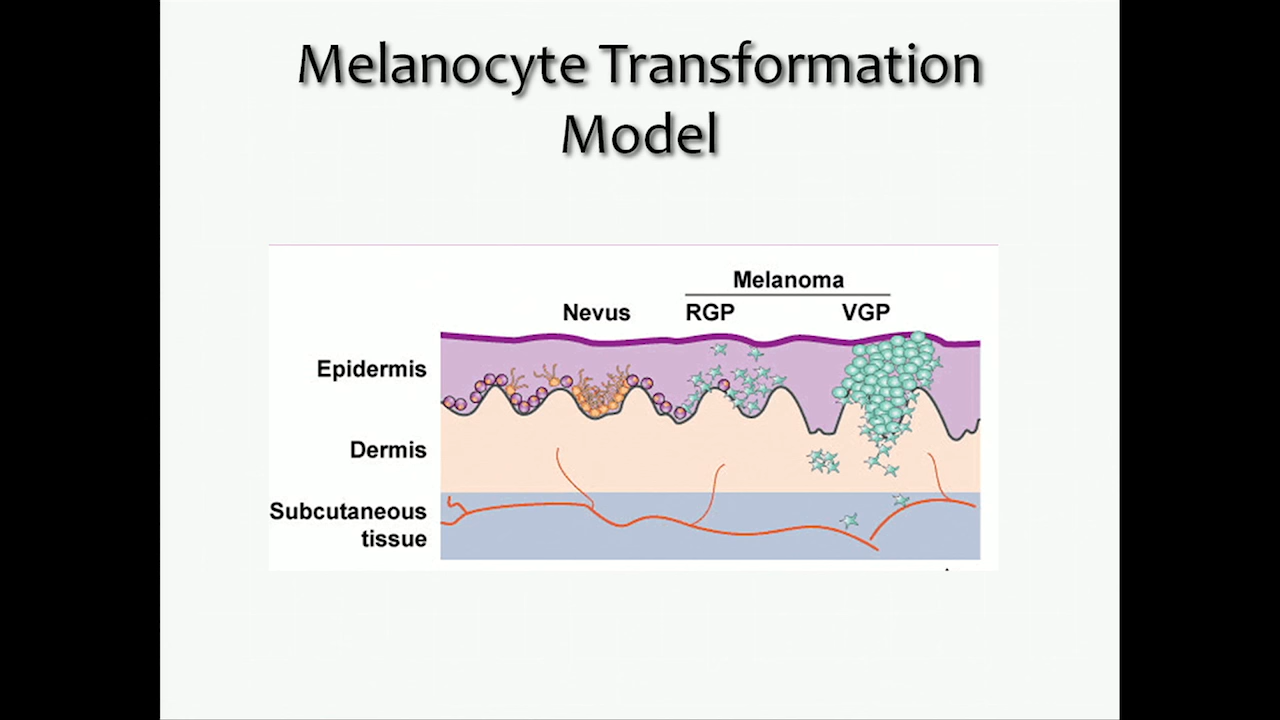 Melanocyte Transformation
Model
Melanoma
Nevus RGP VGP
Epidermis
Dermis
Subcutaneous
tissue